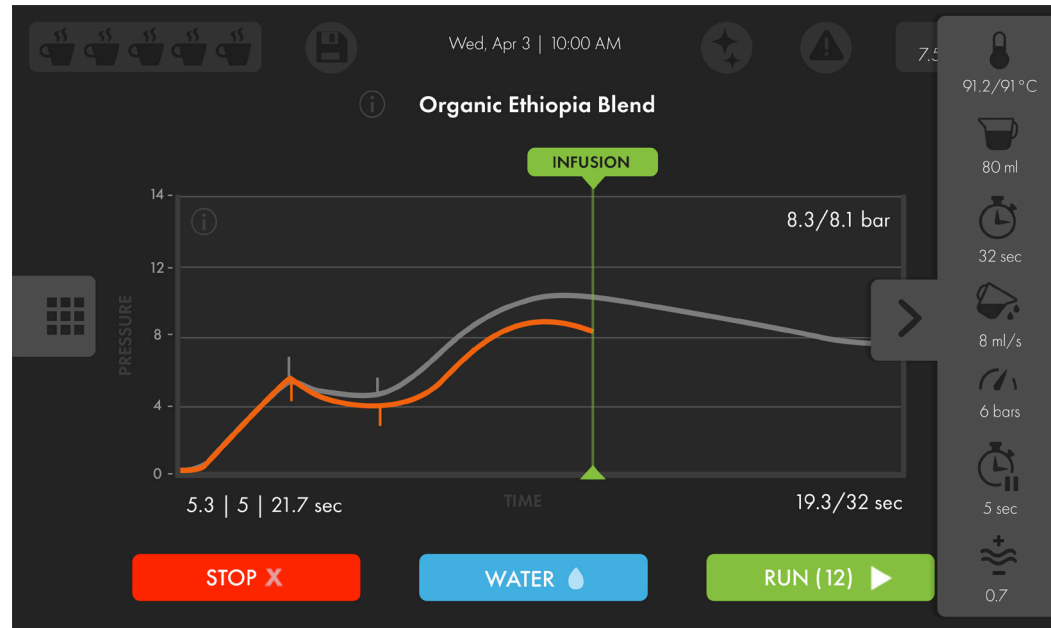 Wed, Apr 3 | 10:00 AM
7.5
Organic Ethiopia Blend
INFUSION
8.3/8.1 bar
14
12
8
4
0
PRESSURE
5.3 | 5 | 21.7 sec
TIME
19.3/32 sec
STOP X
WATER
RUN (12)
91.2/91°C
80 ml
32 sec
8 ml/s
6 bars
5 sec
0.7